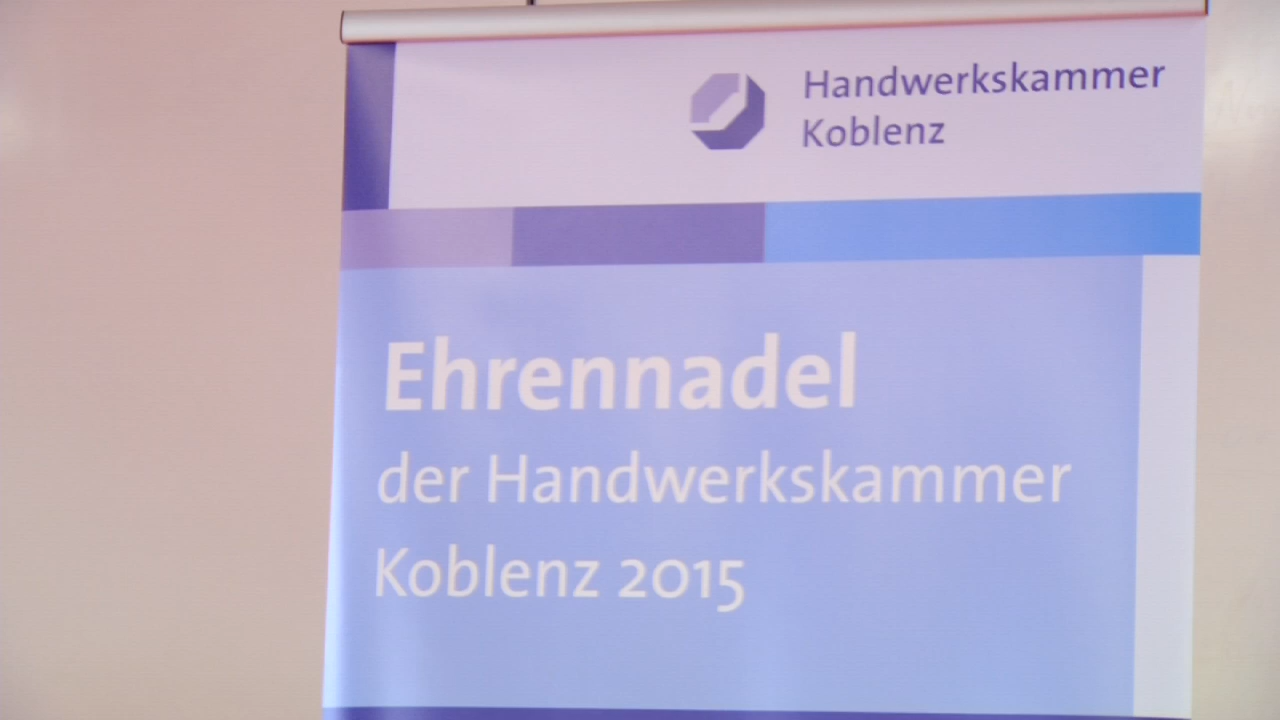 Handwerkskammer
Koblenz
Ehrennadel
der Handwerkskammer
Koblenz 2015